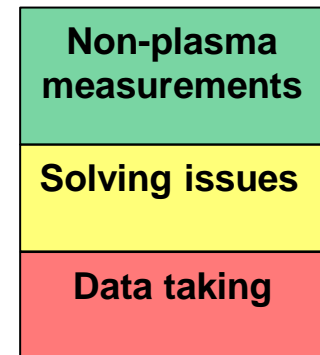 Non-plasma
measurements
Solving issues
Data taking